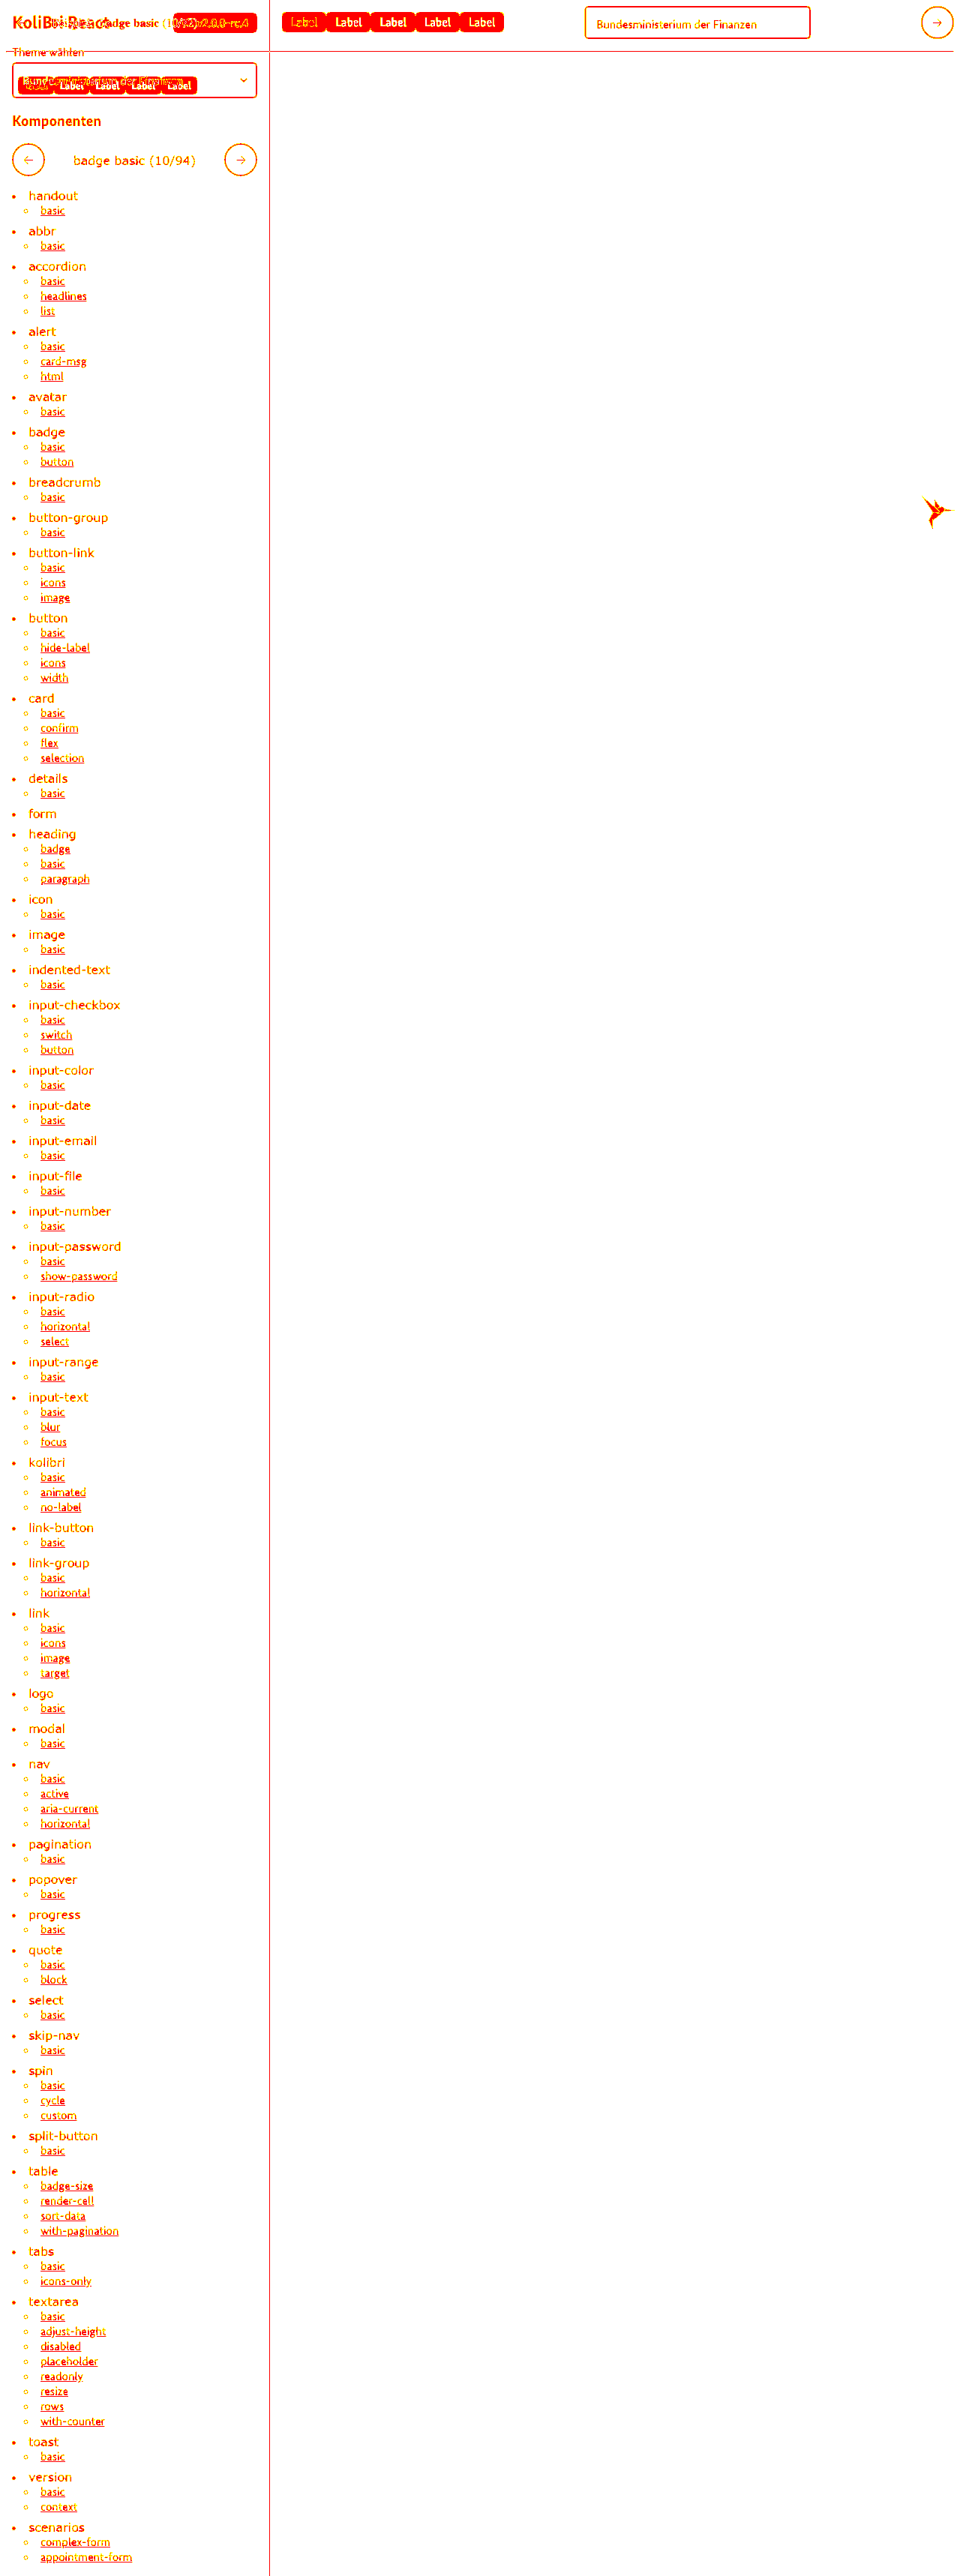 KoliBri React
badge basic
Label Label Label Label Label
Bundesministerium der Finanzen
Theme wählen
Label Label Label Label
Komponenten
badge basic (10/94)
handout
basic
abbr
basic
accordion
basic
headlines
list
alert
basic
card-msg
html
avatar
basic
badge
basic
button
breadcrumb
basic
button-group
basic
button-link
basic
icons
image
button
basic
hide-label
icons
width
card
basic
confirm
flex
selection
details
basic
form
heading
badge
basic
paragraph
icon
basic
image
basic
indented-text
basic
input-checkbox
basic
switch
button
input-color
basic
input-date
basic
input-email
basic
input-file
basic
input-number
basic
input-password
basic
show-password
input-radio
basic
horizontal
select
input-range
basic
input-text
basic
blur
focus
kolibri
basic
animated
no-label
link-button
basic
link-group
basic
horizontal
link
basic
icons
image
target
logo
basic
modal
basic
nav
basic
active
aria-current
horizontal
pagination
basic
popover
basic
progress
basic
quote
basic
block
select
basic
skip-nav
basic
spin
basic
cycle
custom
split-button
basic
table
badge-size
render-cell
sort-data
with-pagination
tabs
basic
icons-only
textarea
basic
adjust-height
disabled
placeholder
readonly
resize
rows
with-counter
toast
basic
version
basic
context
scenarios
complex-form
appointment-form